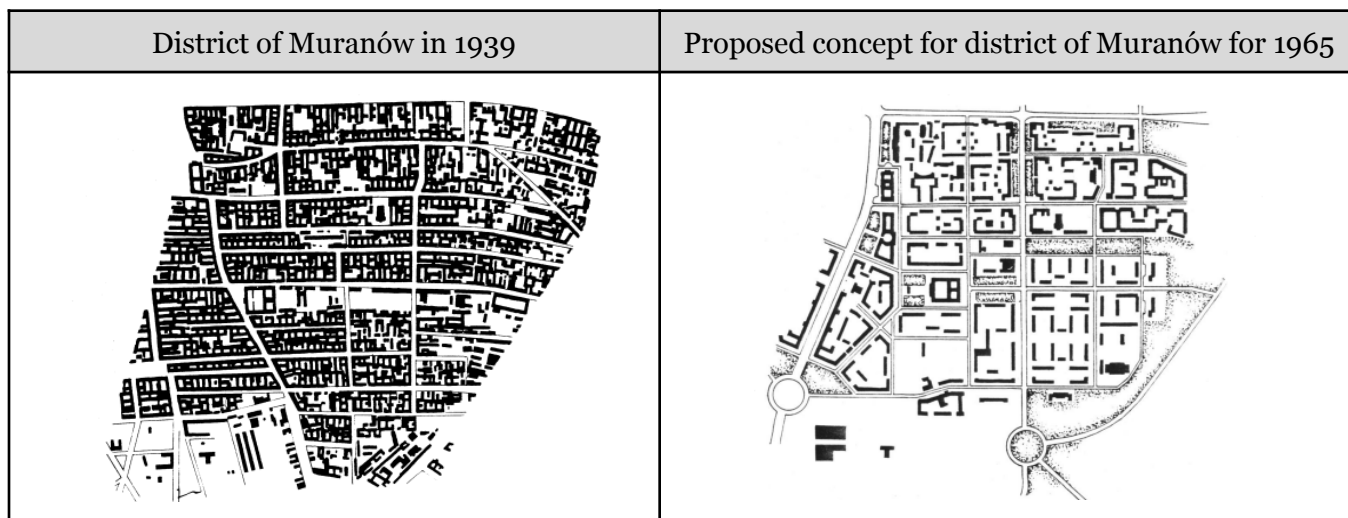 District of Muranów in 1939
Proposed concept for district of Muranów for 1965